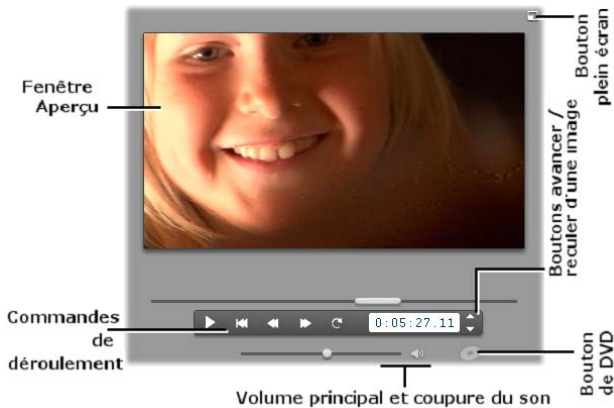 Bouton
plein écran
Fenêtre
Aperçu
Boutons avancer /
reculer d'une image
Commandes
de
déroulement
0:05:27.11
Volume principal et coupure du son
Bouton
de DVD